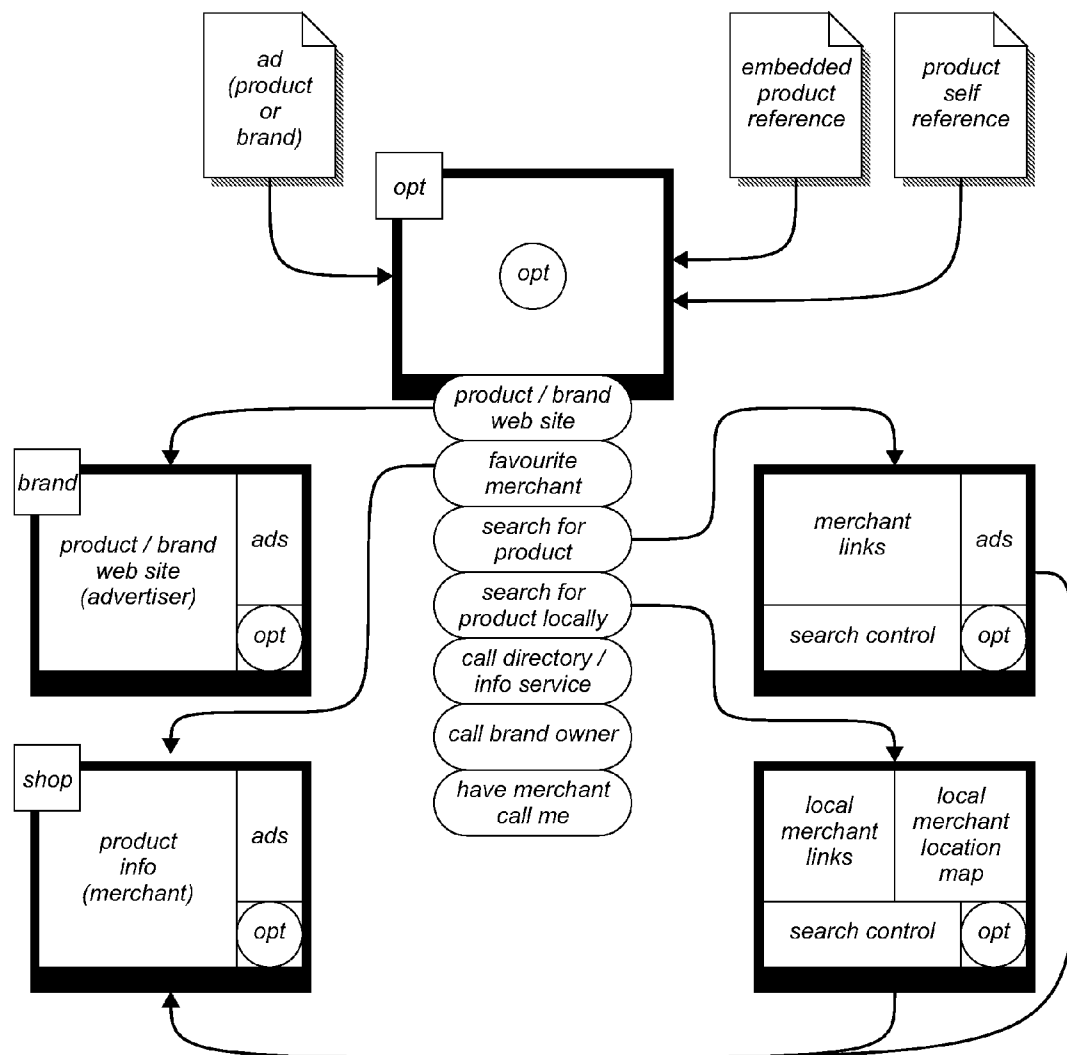 ad
(product
or
brand)
embedded
product
reference
product
self
reference
opt
opt
product / brand
web site
favourite
merchant
search for
product
search for
product locally
call directory /
info service
call brand owner
have merchant
call me
brand
product / brand
web site
(advertiser)
ads
opt
merchant
links
ads
search control
opt
shop
product
info
(merchant)
ads
opt
local
merchant
links
local
merchant
location
map
search control
opt